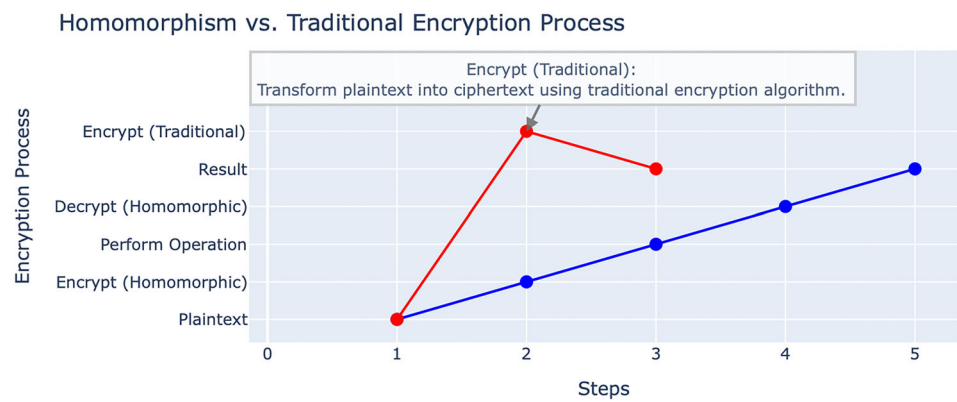 Homomorphism vs. Traditional Encryption Process
Encrypt (Traditional):
Transform plaintext into ciphertext using traditional encryption algorithm.
Encryption Process
Encrypt (Traditional)
Result
Decrypt (Homomorphic)
Perform Operation
Encrypt (Homomorphic)
Plaintext
0 1 2 3 4 5
Steps